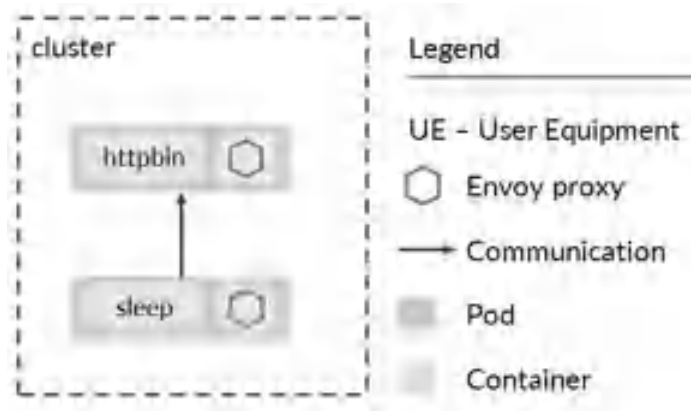 cluster
httpbin
sleep
Legend
UE – User Equipment
Envoy proxy
Communication
Pod
Container